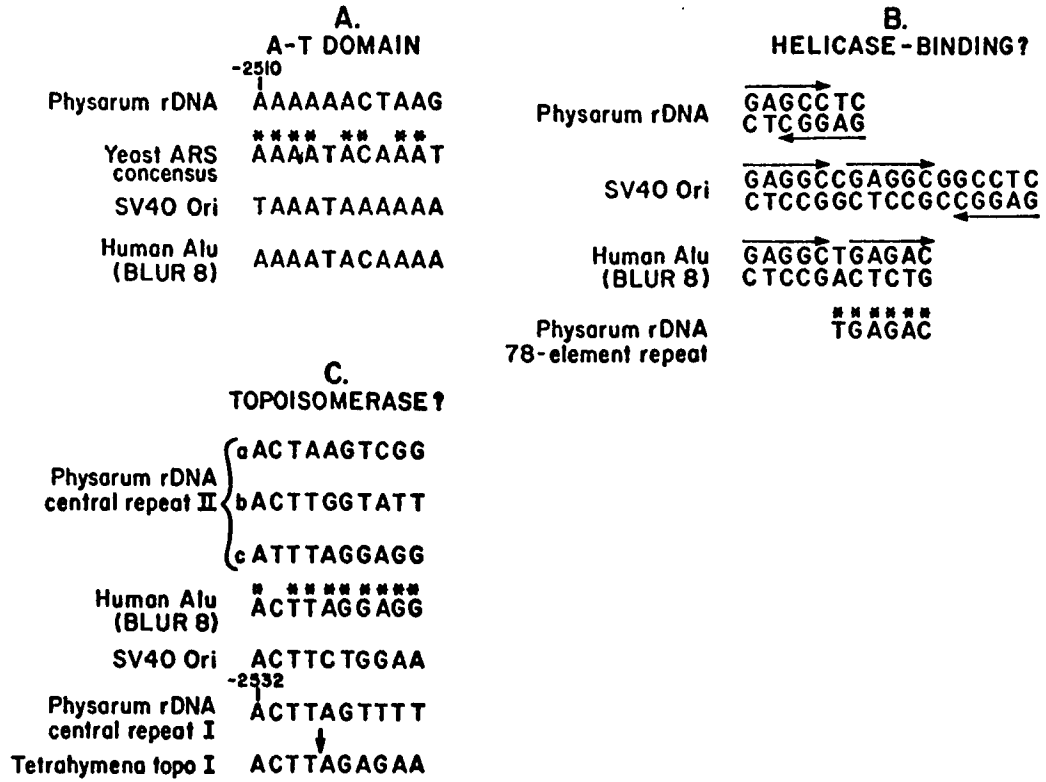 A.
A-T DOMAIN
-2510
Physarum rDNA AAAAAACTAAG
**** ** **
Yeast ARS AAAATACAAAT
concensus
SV40 Ori TAAATAAAAAA
Human Alu AAAATACAAAA
(BLUR 8)
B.
HELICASE-BINDING?
Physarum rDNA GAGCCTC
CTCGGAG
SV40 Ori GAGGCCGAGGCGGCCTC
CTCCGGCTCCGCCGGAG
Human Alu GAGGCTGAGAC
(BLUR 8) CTCCGACTCTG
******
Physarum rDNA TGAGAC
78-element repeat
C.
TOPOISOMERASE?
a ACTAAGTCGG
Physarum rDNA
central repeat II b ACTTGGTATT
c ATTTAGGAGG
* ********
Human Alu ACTTAGGAGG
(BLUR 8)
SV40 Ori ACTTCTGGAA
-2532
Physarum rDNA ACTTAGTTTT
central repeat I
Tetrahymena topo I ACTTAGAGAA